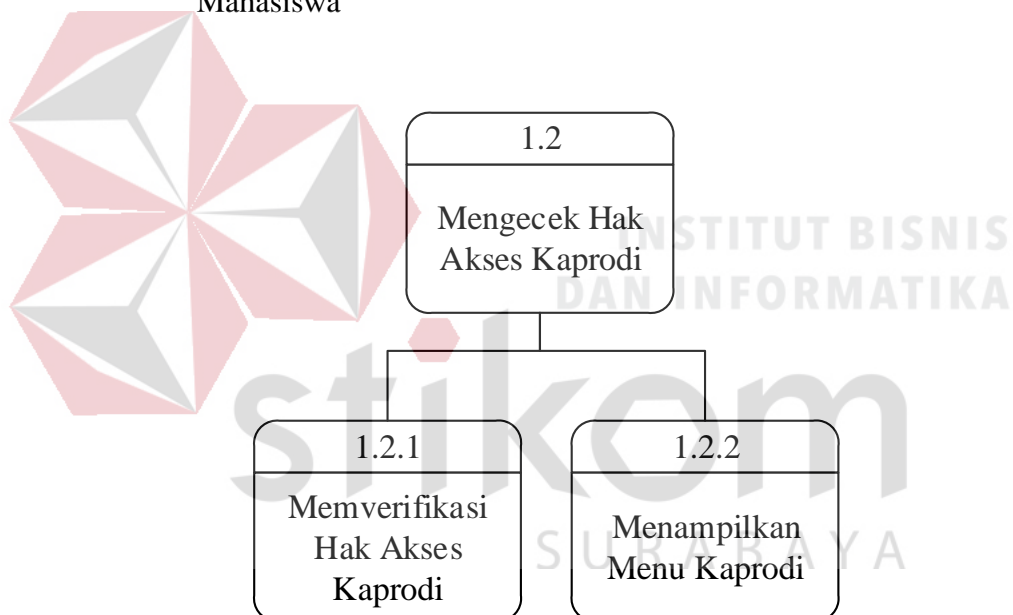 Mahasiswa
1.2
Mengecek Hak
Akses Kaprodi
INSTITUT BISNIS
DAN INFORMATIKA
stikom
SURABAYA
1.2.1
Memverifikasi
Hak Akses
Kaprodi
1.2.2
Menampilkan
Menu Kaprodi